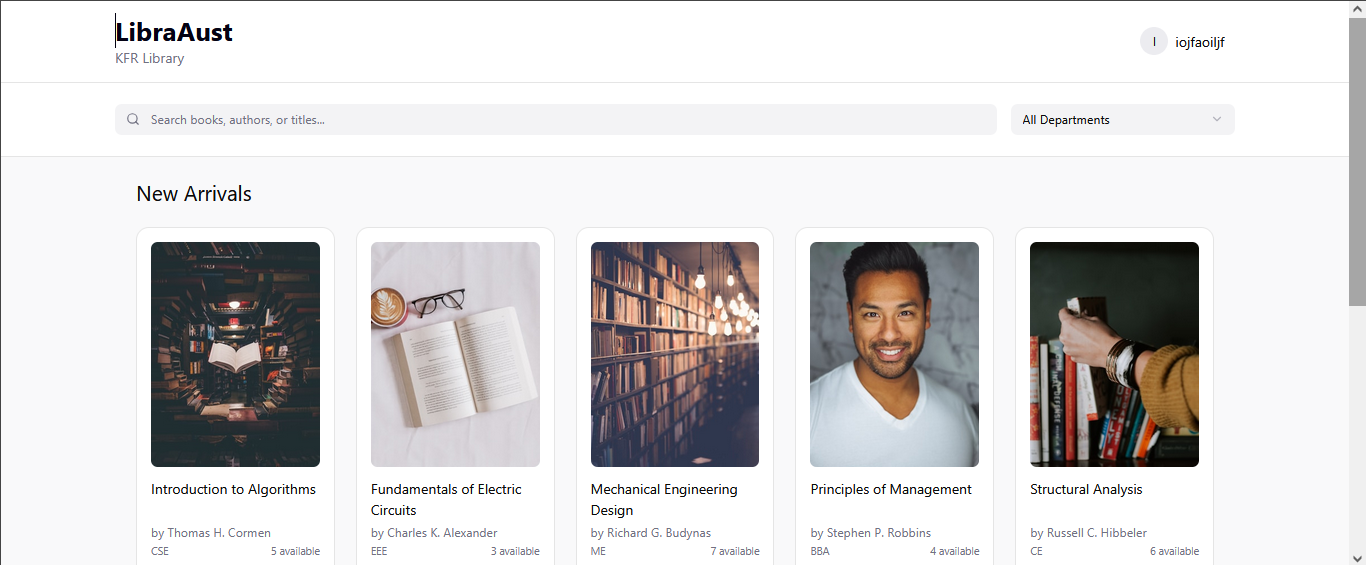 LibraAust
KFR Library
I
iojfaoiljf
Search books, authors, or titles...
All Departments
New Arrivals
Introduction to Algorithms
by Thomas H. Cormen
CSE
5 available
Fundamentals of Electric
Circuits
by Charles K. Alexander
EEE
3 available
Mechanical Engineering
Design
by Richard G. Budynas
ME
7 available
Principles of Management
by Stephen P. Robbins
BBA
4 available
Structural Analysis
by Russell C. Hibbeler
CE
6 available